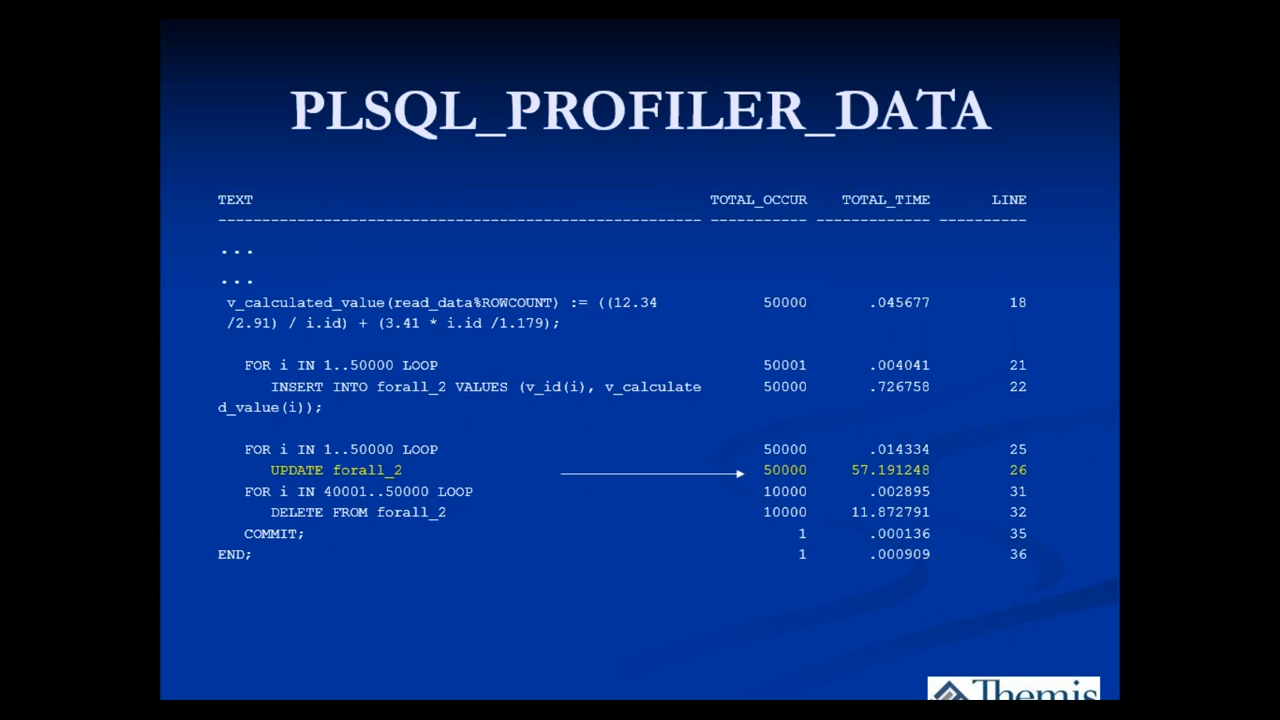 PLSQL_PROFILER_DATA
TEXT TOTAL_OCCUR TOTAL_TIME LINE
------------------------------------------------------- ----------- ------------- ----------
...
...
v_calculated_value(read_data%ROWCOUNT) := ((12.34 50000 .045677 18
/2.91) / i.id) + (3.41 * i.id /1.179);
FOR i IN 1..50000 LOOP 50001 .004041 21
INSERT INTO forall_2 VALUES (v_id(i), v_calculate 50000 .726758 22
d_value(i));
FOR i IN 1..50000 LOOP 50000 .014334 25
UPDATE forall_2 50000 57.191248 26
FOR i IN 40001..50000 LOOP 10000 .002895 31
DELETE FROM forall_2 10000 11.872791 32
COMMIT; 1 .000136 35
END; 1 .000909 36
Themis